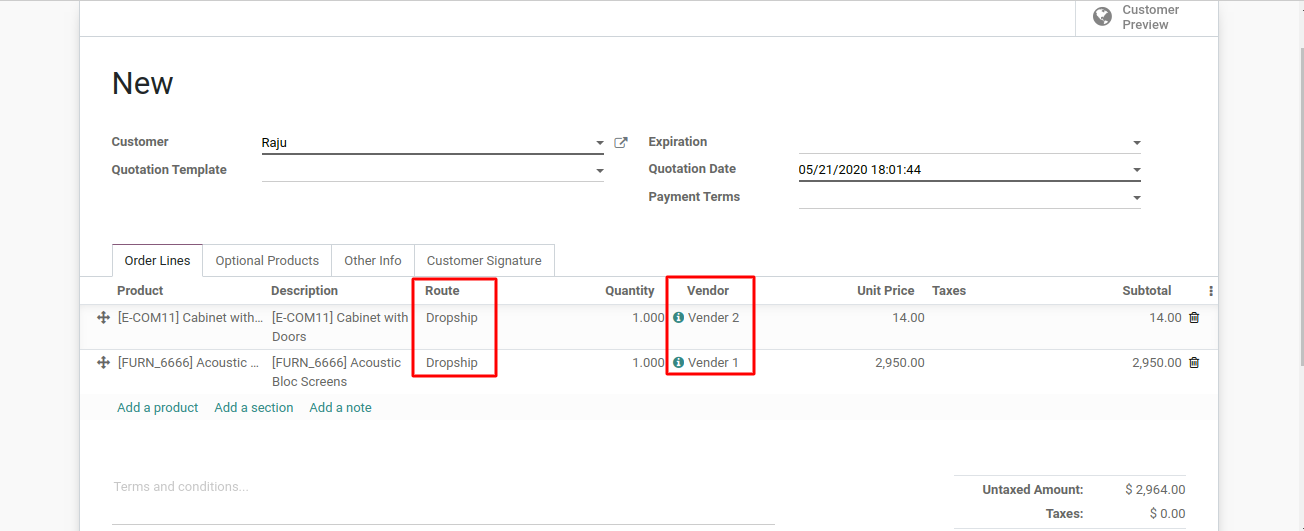 Customer
Preview
New
Customer Raju Expiration
Quotation Template Quotation Date 05/21/2020 18:01:44
Payment Terms
Order Lines Optional Products Other Info Customer Signature
Product Description Route Quantity Vendor Unit Price Taxes Subtotal
[E-COM11] Cabinet with... [E-COM11] Cabinet with Dropship 1.000 Vender 2 14.00 14.00
Doors
[FURN_6666] Acoustic ... [FURN_6666] Acoustic Dropship 1.000 Vender 1 2,950.00 2,950.00
Bloc Screens
Add a product Add a section Add a note
Terms and conditions...
Untaxed Amount: $ 2,964.00
Taxes: $ 0.00